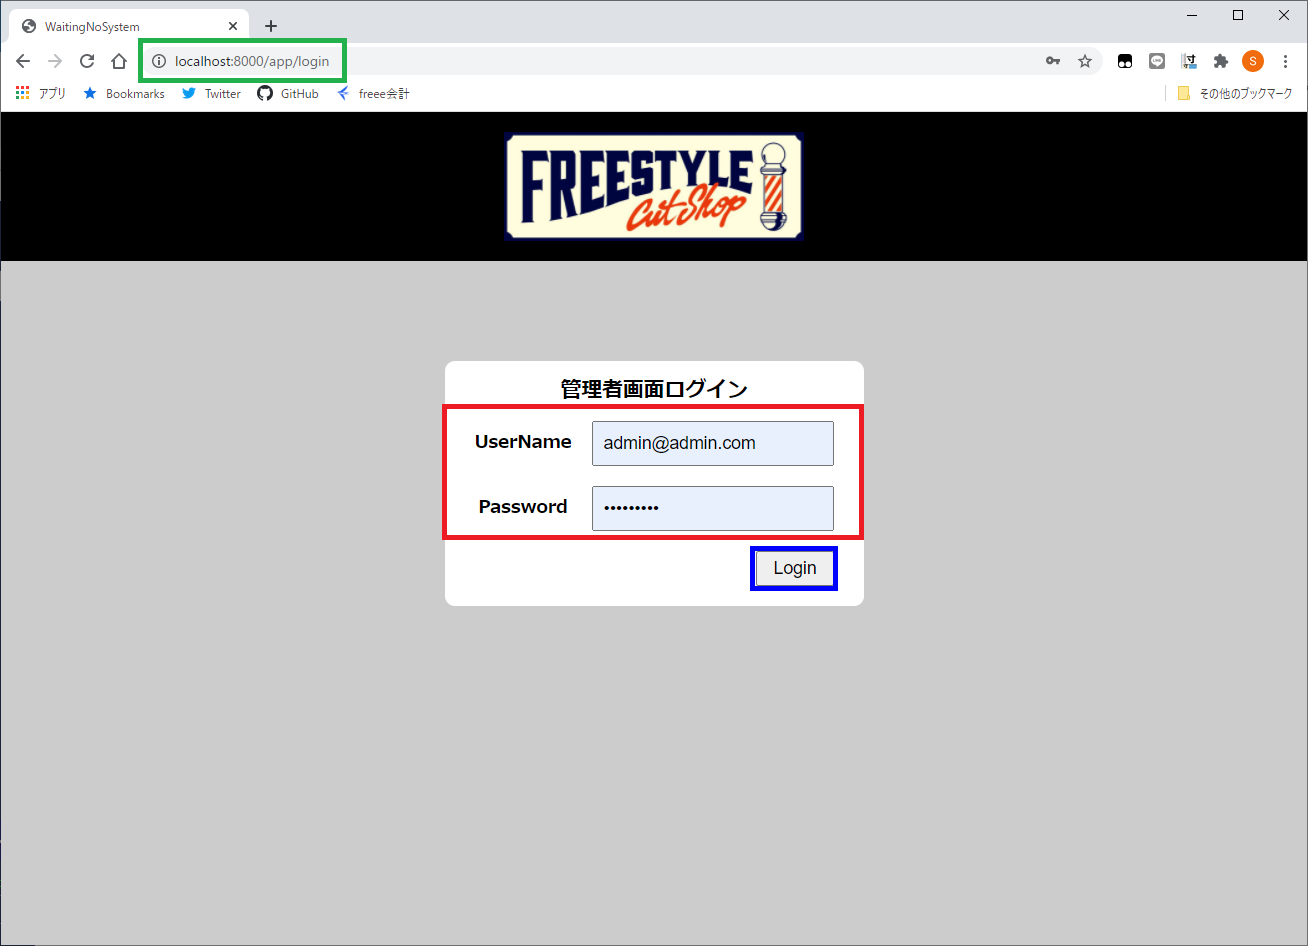 WaitingNoSystem
localhost:8000/app/login
S
アプリ Bookmarks Twitter GitHub freee会計 その他のブックマーク
FREESTYLE
Cut Shop
管理者画面ログイン
UserName admin@admin.com
Password •••••••••
Login